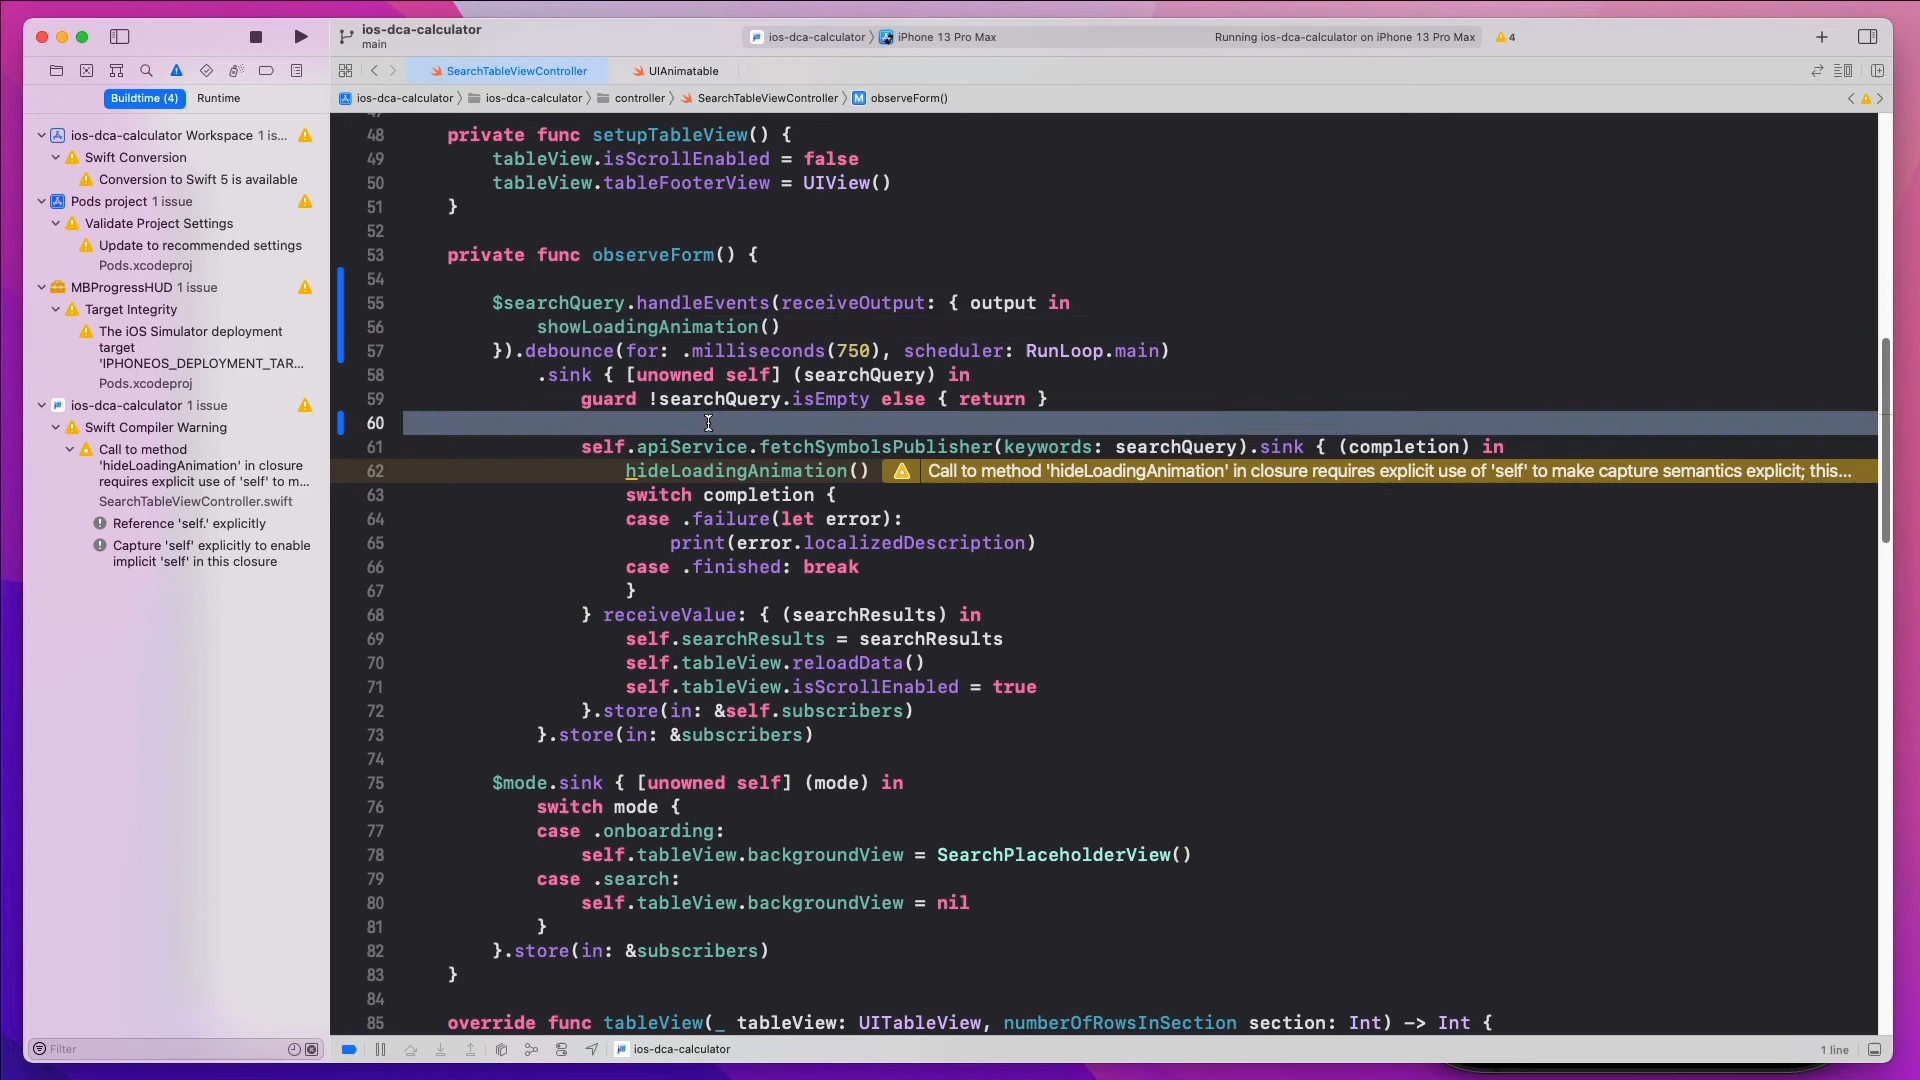 ios-dca-calculator
main
ios-dca-calculator
iPhone 13 Pro Max
Running ios-dca-calculator on iPhone 13 Pro Max
4
SearchTableViewController
UIAnimatable
Buildtime (4)
Runtime
ios-dca-calculator
ios-dca-calculator
controller
SearchTableViewController
M
observeForm()
ios-dca-calculator Workspace 1 is...
Swift Conversion
Conversion to Swift 5 is available
Pods project 1 issue
Validate Project Settings
Update to recommended settings
Pods.xcodeproj
MBProgressHUD 1 issue
Target Integrity
The iOS Simulator deployment
target
'IPHONEOS_DEPLOYMENT_TAR...
Pods.xcodeproj
ios-dca-calculator 1 issue
Swift Compiler Warning
Call to method
'hideLoadingAnimation' in closure
requires explicit use of 'self' to m...
SearchTableViewController.swift
Reference 'self.' explicitly
Capture 'self' explicitly to enable
implicit 'self' in this closure
Filter
48 private func setupTableView() {
49 tableView.isScrollEnabled = false
50 tableView.tableFooterView = UIView()
51 }
52
53 private func observeForm() {
54
55 $searchQuery.handleEvents(receiveOutput: { output in
56 showLoadingAnimation()
57 }).debounce(for: .milliseconds(750), scheduler: RunLoop.main)
58 .sink { [unowned self] (searchQuery) in
59 guard !searchQuery.isEmpty else { return }
60
61 self.apiService.fetchSymbolsPublisher(keywords: searchQuery).sink { (completion) in
62 hideLoadingAnimation() Call to method 'hideLoadingAnimation' in closure requires explicit use of 'self' to make capture semantics explicit; this...
63 switch completion {
64 case .failure(let error):
65 print(error.localizedDescription)
66 case .finished: break
67 }
68 } receiveValue: { (searchResults) in
69 self.searchResults = searchResults
70 self.tableView.reloadData()
71 self.tableView.isScrollEnabled = true
72 }.store(in: &self.subscribers)
73 }.store(in: &subscribers)
74
75 $mode.sink { [unowned self] (mode) in
76 switch mode {
77 case .onboarding:
78 self.tableView.backgroundView = SearchPlaceholderView()
79 case .search:
80 self.tableView.backgroundView = nil
81 }
82 }.store(in: &subscribers)
83 }
84
85 override func tableView(_ tableView: UITableView, numberOfRowsInSection section: Int) -> Int {
ios-dca-calculator
1 line